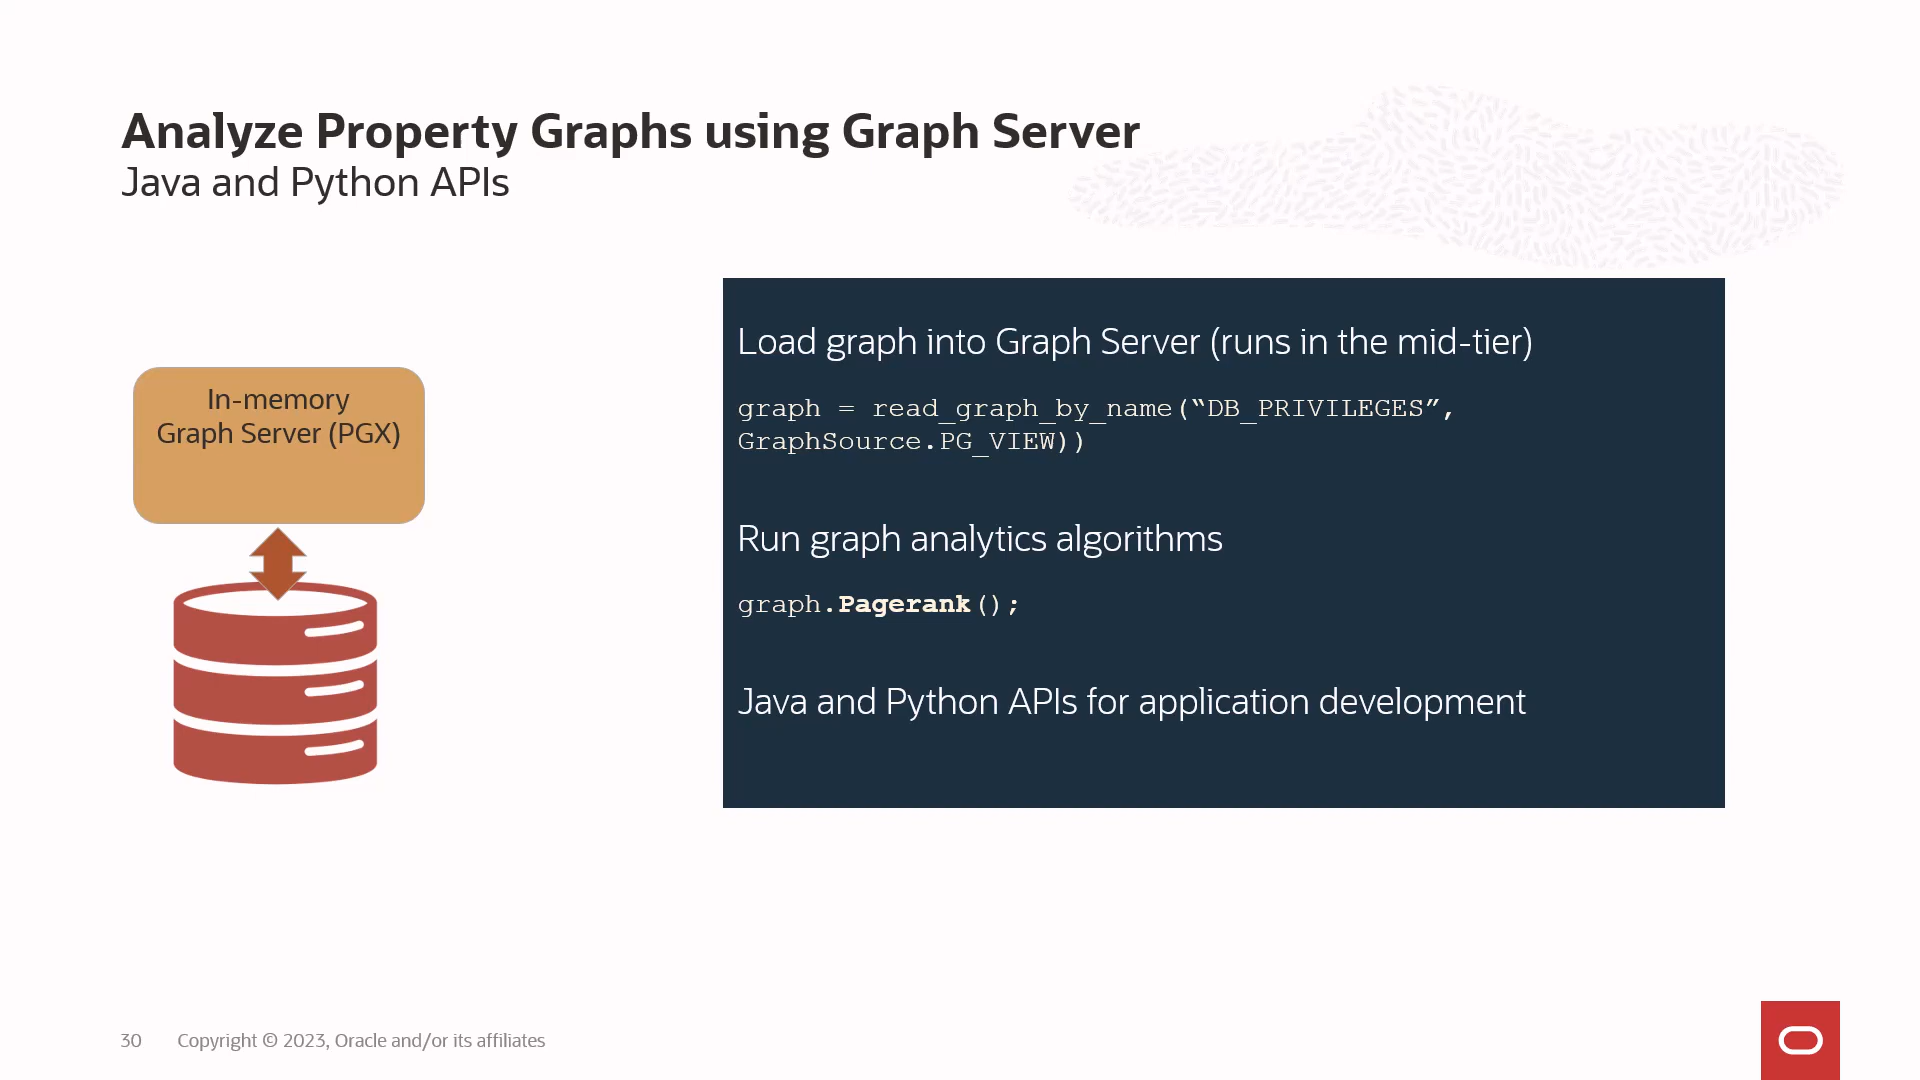 Analyze Property Graphs using Graph Server
Java and Python APIs
In-memory
Graph Server (PGX)
Load graph into Graph Server (runs in the mid-tier)
graph = read_graph_by_name(“DB_PRIVILEGES”,
GraphSource.PG_VIEW))
Run graph analytics algorithms
graph.Pagerank();
Java and Python APIs for application development
30 Copyright © 2023, Oracle and/or its affiliates